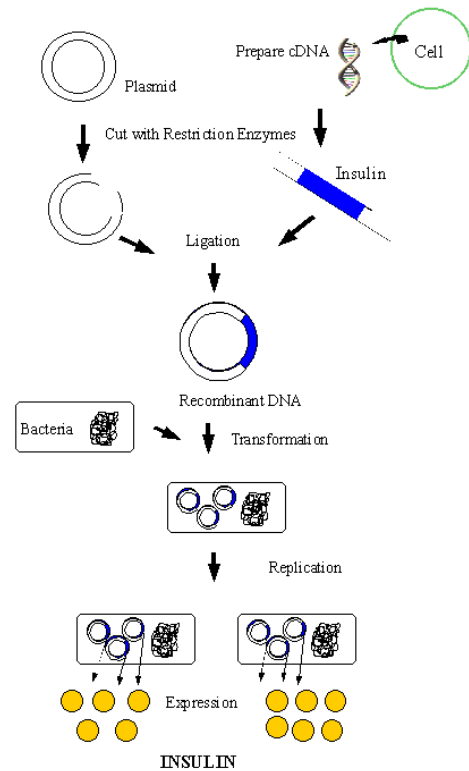 Prepare cDNA
Cell
Plasmid
Cut with Restriction Enzymes
Insulin
Ligation
Recombinant DNA
Bacteria
Transformation
Replication
Expression
INSULIN